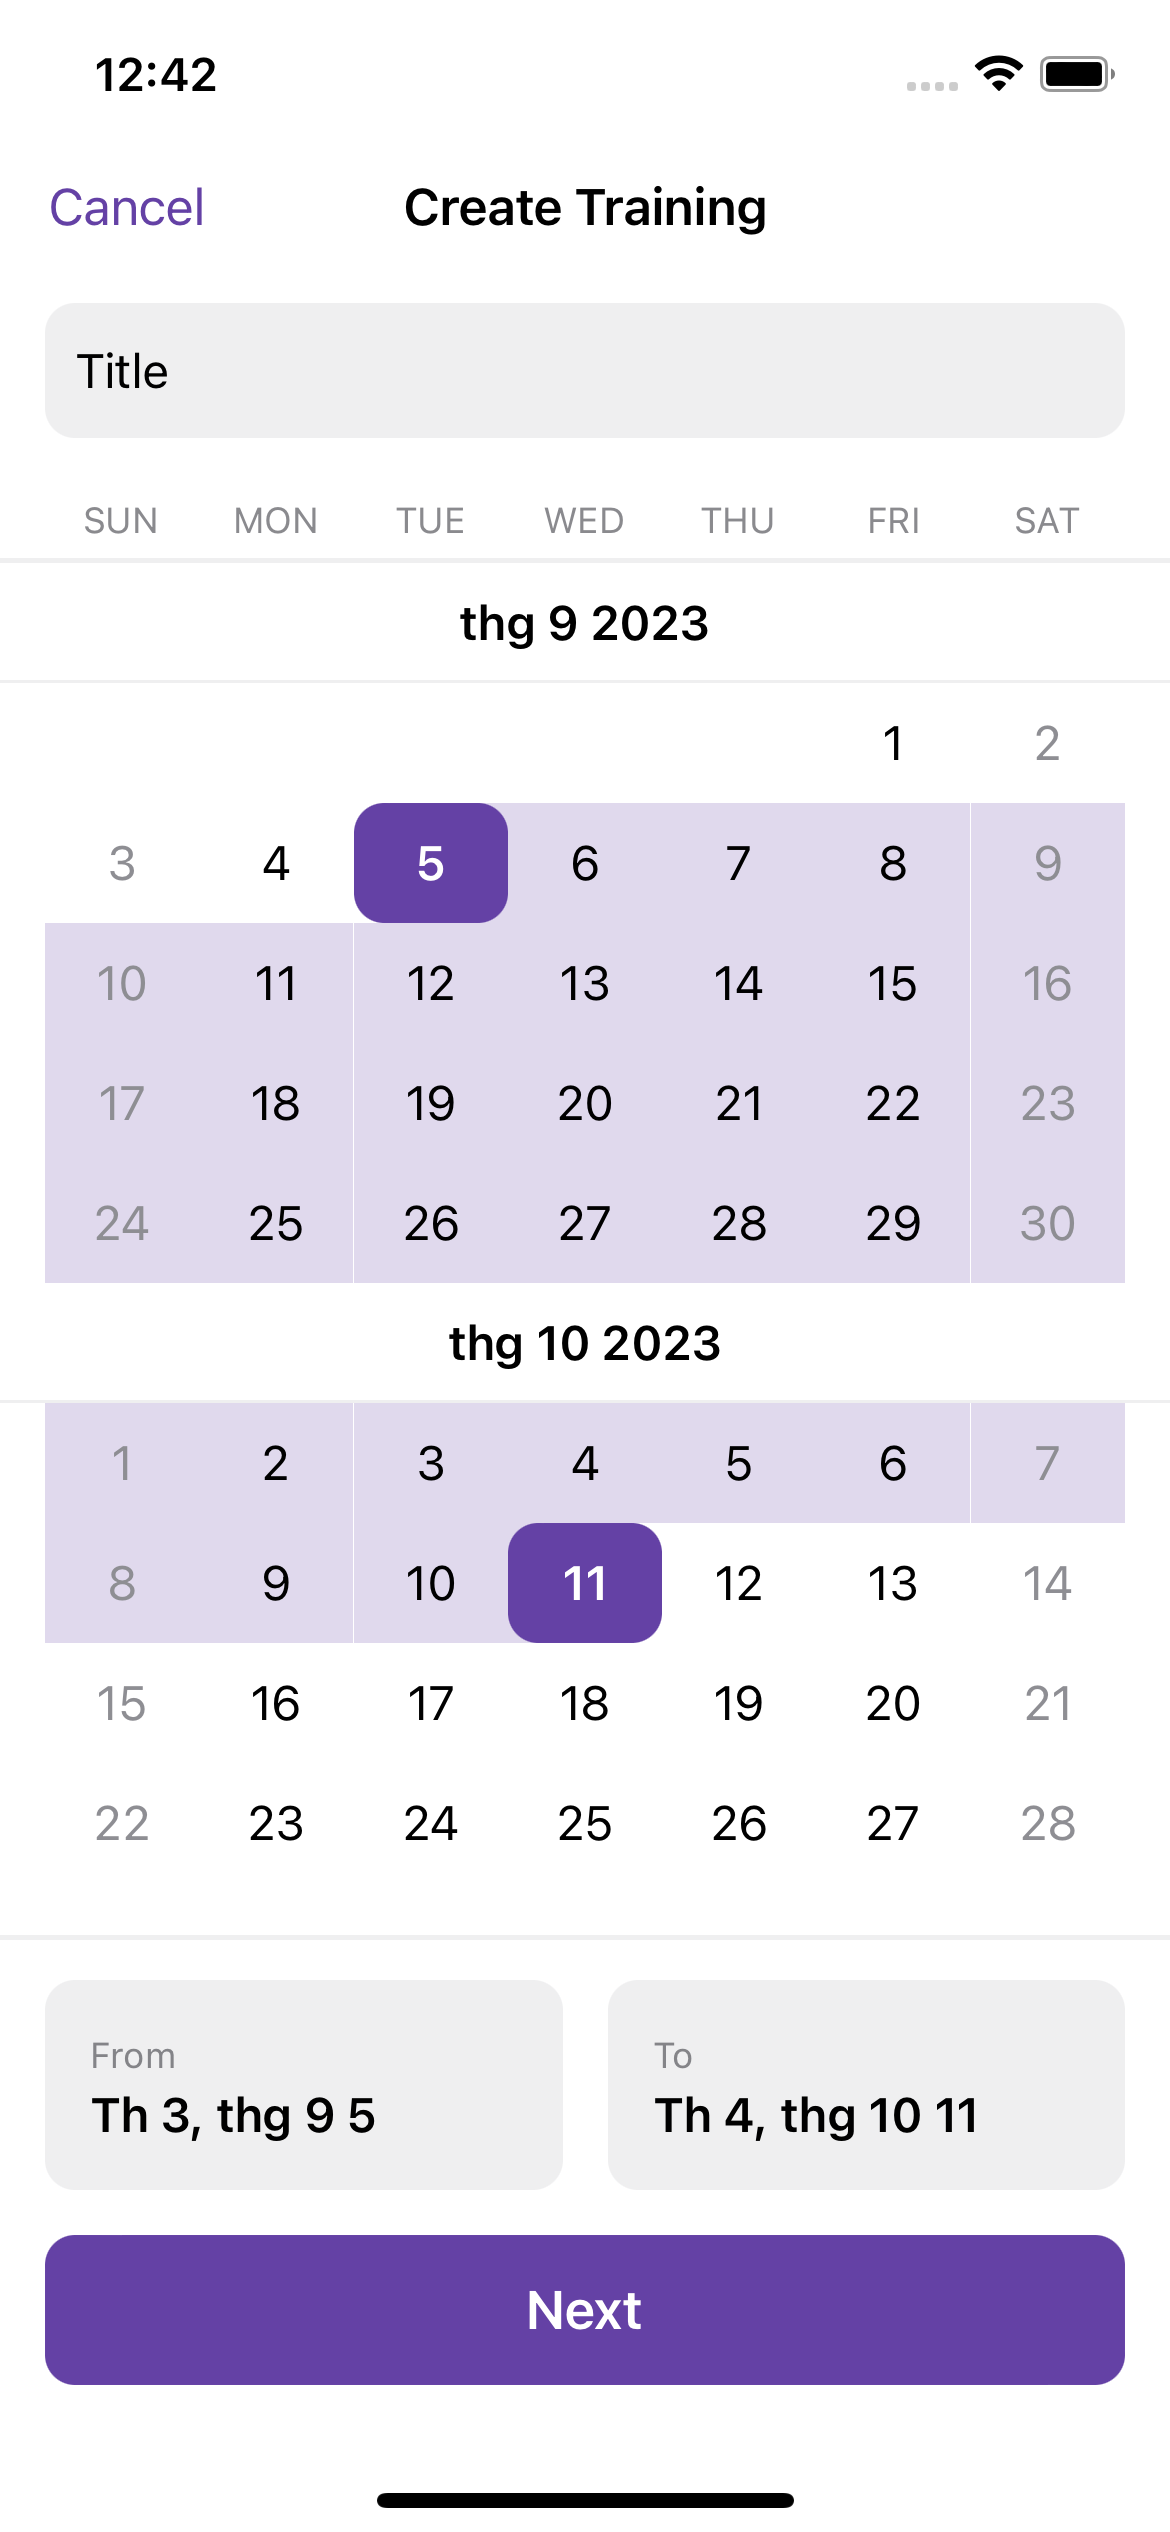 12:42
Cancel Create Training
Title
SUN MON TUE WED THU FRI SAT
thg 9 2023
1 2
3 4 5 6 7 8 9
10 11 12 13 14 15 16
17 18 19 20 21 22 23
24 25 26 27 28 29 30
thg 10 2023
1 2 3 4 5 6 7
8 9 10 11 12 13 14
15 16 17 18 19 20 21
22 23 24 25 26 27 28
From
Th 3, thg 9 5
To
Th 4, thg 10 11
Next